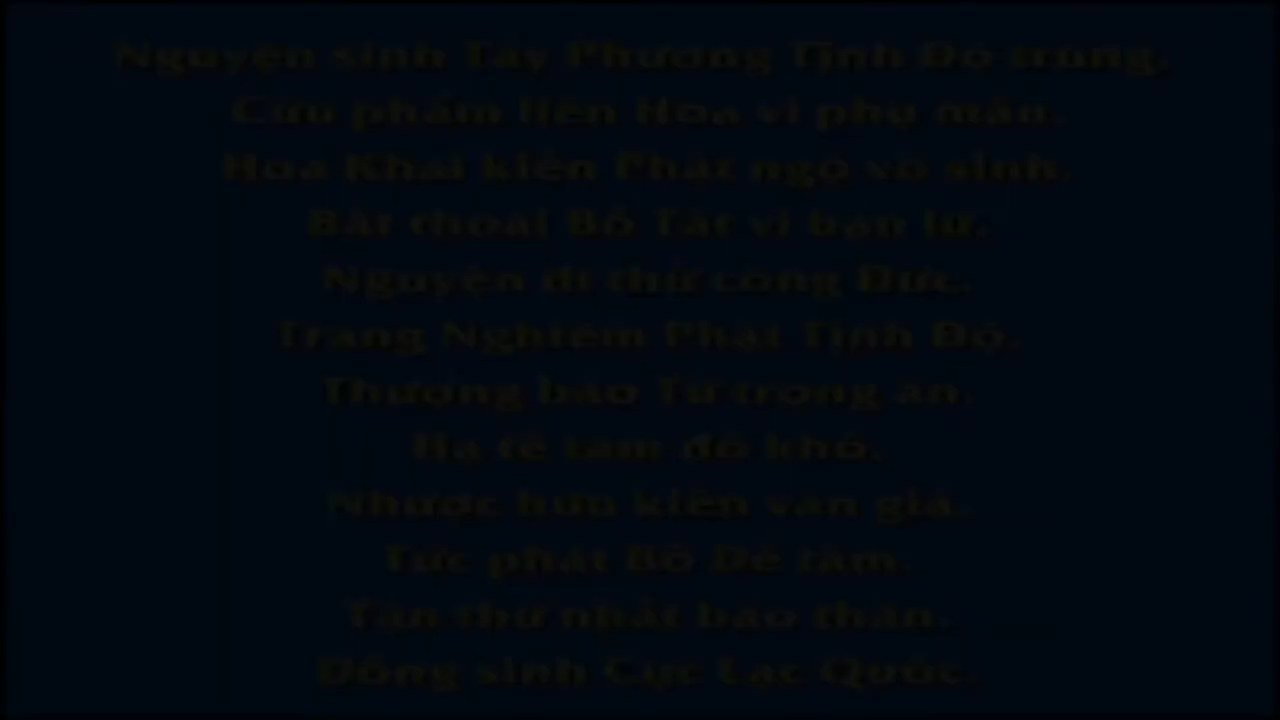 Nguyện sinh Tây Phương Tịnh Độ trung,
Cửu phẩm liên Hoa vi phụ mẫu.
Hoa Khai kiến Phật ngộ vô sinh,
Bất thoái Bồ Tát vi bạn lữ.
Nguyện dĩ thử công Đức,
Trang Nghiêm Phật Tịnh Độ.
Thượng báo Tứ trọng ân,
Hạ tế tam đồ khổ.
Nhược hữu kiến văn giả,
Tức phát Bồ Đề tâm.
Tận thử nhất báo thân,
Đồng sinh Cực Lạc Quốc.